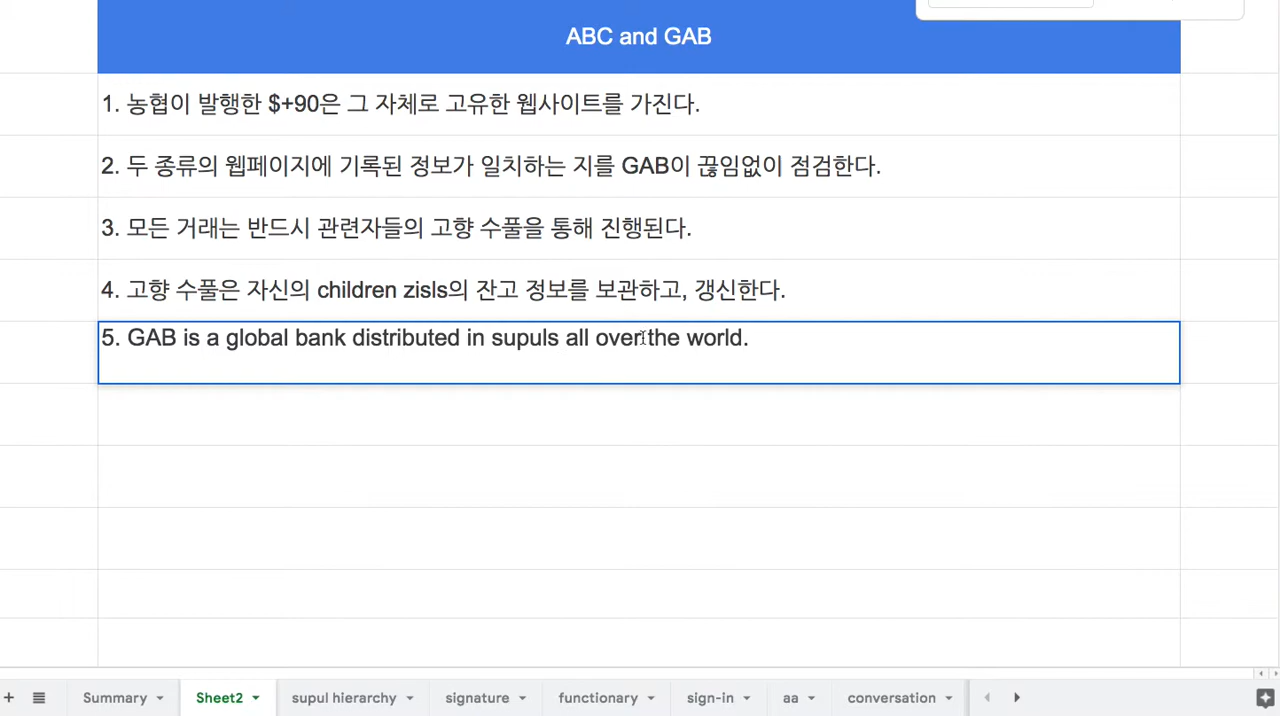 ABC and GAB
1. 농협이 발행한 $+90은 그 자체로 고유한 웹사이트를 가진다.
2. 두 종류의 웹페이지에 기록된 정보가 일치하는 지를 GAB이 끊임없이 점검한다.
3. 모든 거래는 반드시 관련자들의 고향 수풀을 통해 진행된다.
4. 고향 수풀은 자신의 children zisls의 잔고 정보를 보관하고, 갱신한다.
5. GAB is a global bank distributed in supuls all over the world.
Summary Sheet2 supul hierarchy signature functionary sign-in aa conversation